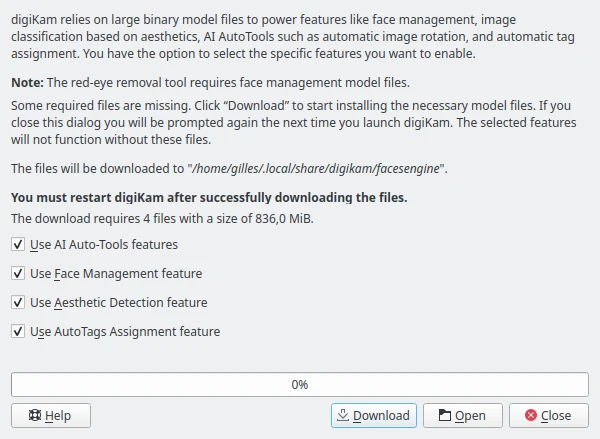 digiKam relies on large binary model files to power features like face management, image
classification based on aesthetics, AI AutoTools such as automatic image rotation, and automatic tag
assignment. You have the option to select the specific features you want to enable.
Note: The red-eye removal tool requires face management model files.
Some required files are missing. Click “Download” to start installing the necessary model files. If you
close this dialog you will be prompted again the next time you launch digiKam. The selected features
will not function without these files.
The files will be downloaded to "/home/gilles/.local/share/digikam/facesengine".
You must restart digiKam after successfully downloading the files.
The download requires 4 files with a size of 836,0 MiB.
Use AI Auto-Tools features
Use Face Management feature
Use Aesthetic Detection feature
Use AutoTags Assignment feature
0%
Help Download Open Close